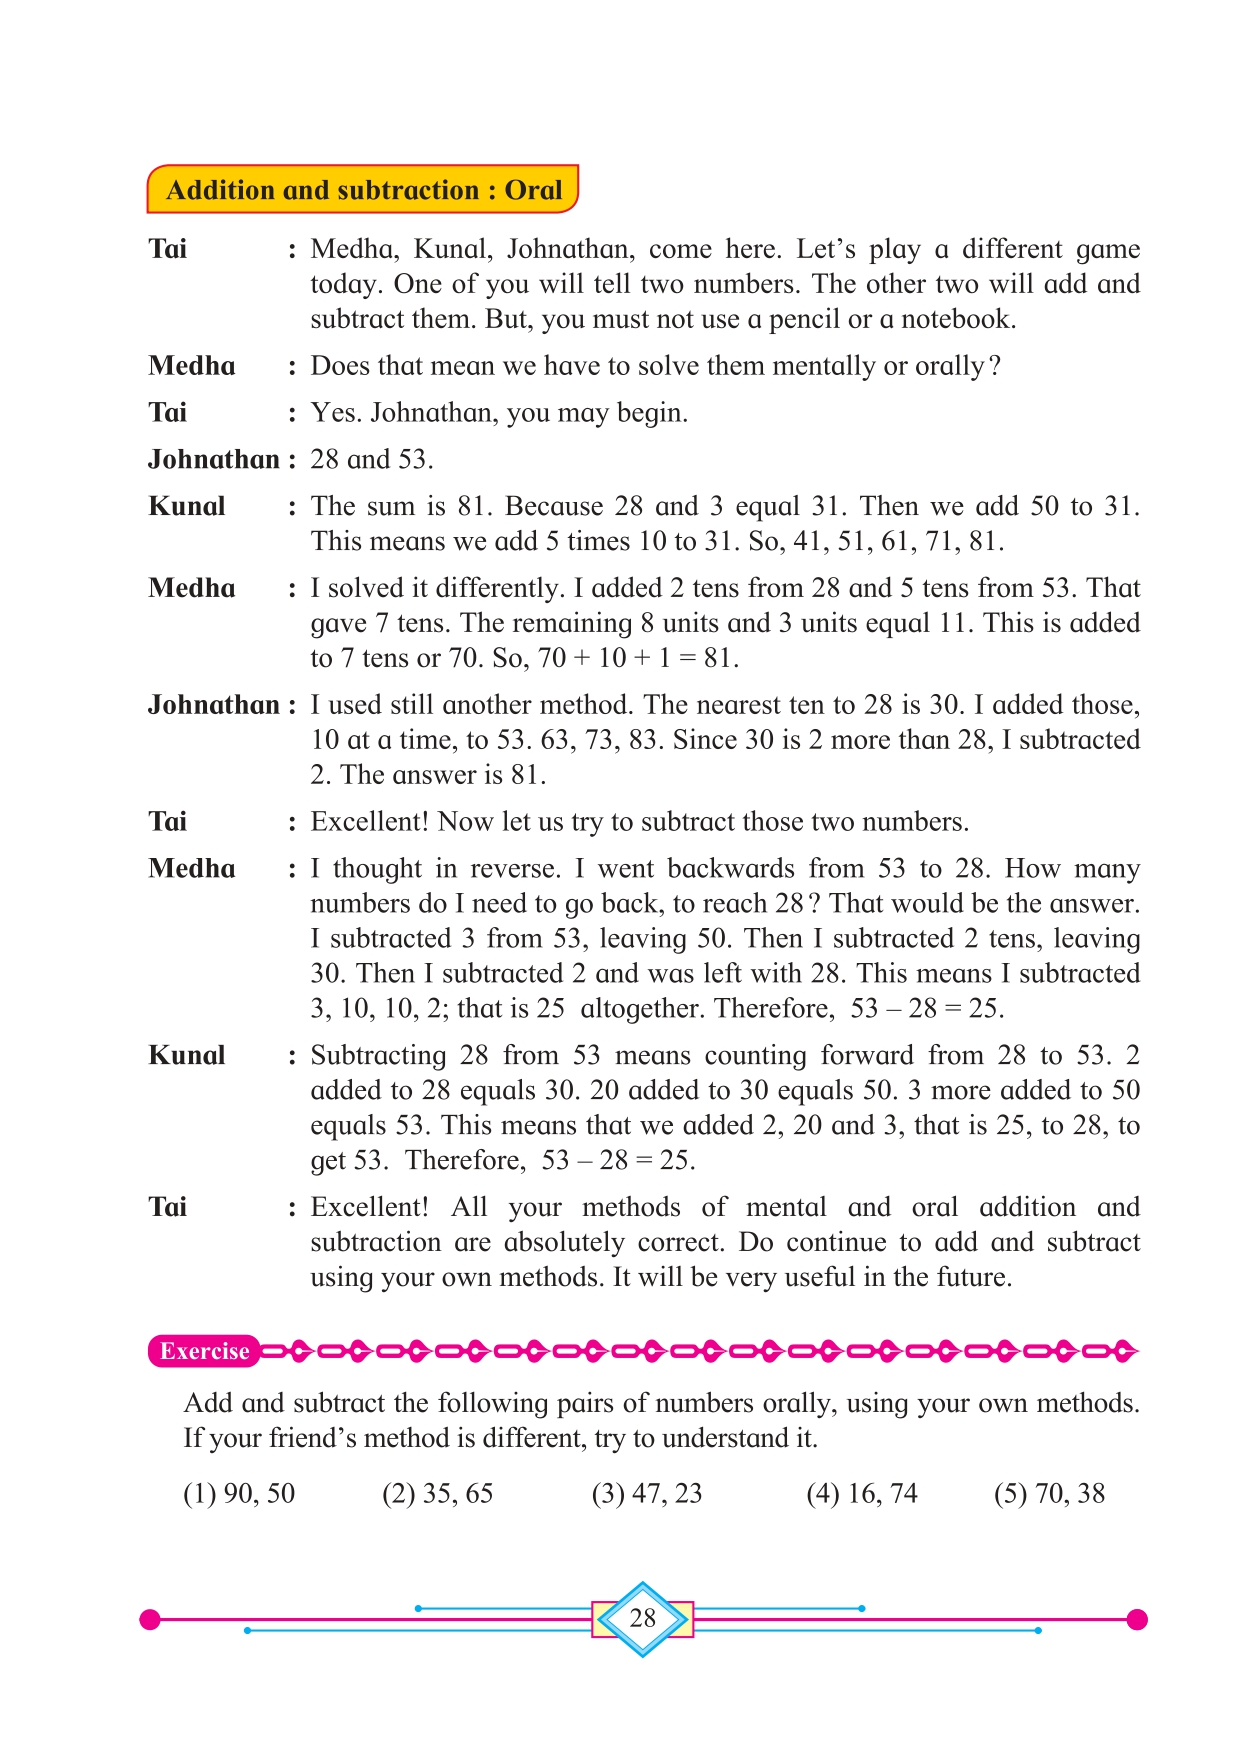 Addition and subtraction : Oral
Tai : Medha, Kunal, Johnathan, come here. Let’s play a different game
today. One of you will tell two numbers. The other two will add and
subtract them. But, you must not use a pencil or a notebook.
Medha : Does that mean we have to solve them mentally or orally?
Tai : Yes. Johnathan, you may begin.
Johnathan : 28 and 53.
Kunal : The sum is 81. Because 28 and 3 equal 31. Then we add 50 to 31.
This means we add 5 times 10 to 31. So, 41, 51, 61, 71, 81.
Medha : I solved it differently. I added 2 tens from 28 and 5 tens from 53. That
gave 7 tens. The remaining 8 units and 3 units equal 11. This is added
to 7 tens or 70. So, 70 + 10 + 1 = 81.
Johnathan : I used still another method. The nearest ten to 28 is 30. I added those,
10 at a time, to 53. 63, 73, 83. Since 30 is 2 more than 28, I subtracted
2. The answer is 81.
Tai : Excellent! Now let us try to subtract those two numbers.
Medha : I thought in reverse. I went backwards from 53 to 28. How many
numbers do I need to go back, to reach 28? That would be the answer.
I subtracted 3 from 53, leaving 50. Then I subtracted 2 tens, leaving
30. Then I subtracted 2 and was left with 28. This means I subtracted
3, 10, 10, 2; that is 25 altogether. Therefore, 53 – 28 = 25.
Kunal : Subtracting 28 from 53 means counting forward from 28 to 53. 2
added to 28 equals 30. 20 added to 30 equals 50. 3 more added to 50
equals 53. This means that we added 2, 20 and 3, that is 25, to 28, to
get 53. Therefore, 53 – 28 = 25.
Tai : Excellent! All your methods of mental and oral addition and
subtraction are absolutely correct. Do continue to add and subtract
using your own methods. It will be very useful in the future.
Exercise
Add and subtract the following pairs of numbers orally, using your own methods.
If your friend’s method is different, try to understand it.
(1) 90, 50 (2) 35, 65 (3) 47, 23 (4) 16, 74 (5) 70, 38
28